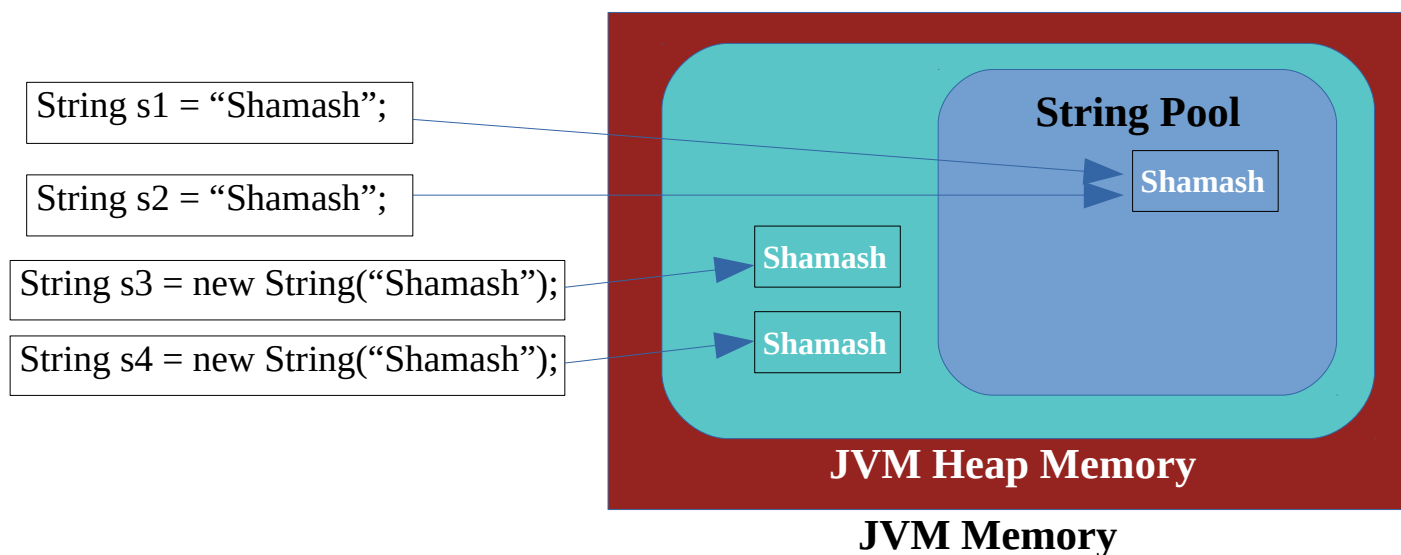 String s1 = “Shamash”;
String s2 = “Shamash”;
String s3 = new String(“Shamash”);
String s4 = new String(“Shamash”);
String Pool
Shamash
Shamash
Shamash
JVM Heap Memory
JVM Memory